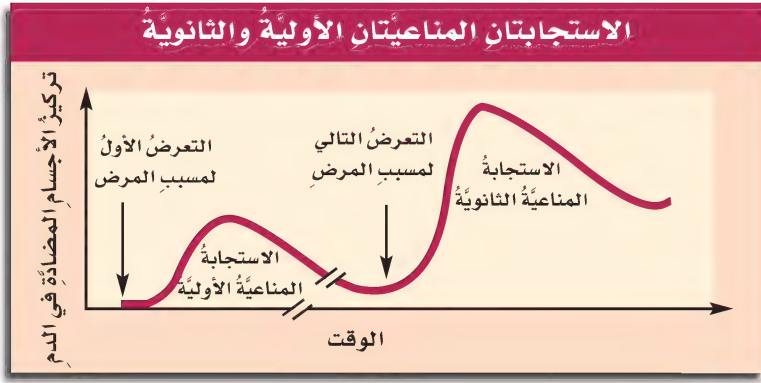 الاستجابتانِ المناعيَّتانِ الأوليَّةُ والثانويَّةُ
تركيزُ الأجسامِ المضادَّةِ في الدمِ
التعرضُ الأولُ
لمسببِ المرض
الاستجابةُ
المناعيَّةُ الأوليَّة
التعرضُ التالي
لمسببِ المرضِ
الاستجابةُ
المناعيَّةُ الثانويَّةُ
الوقت